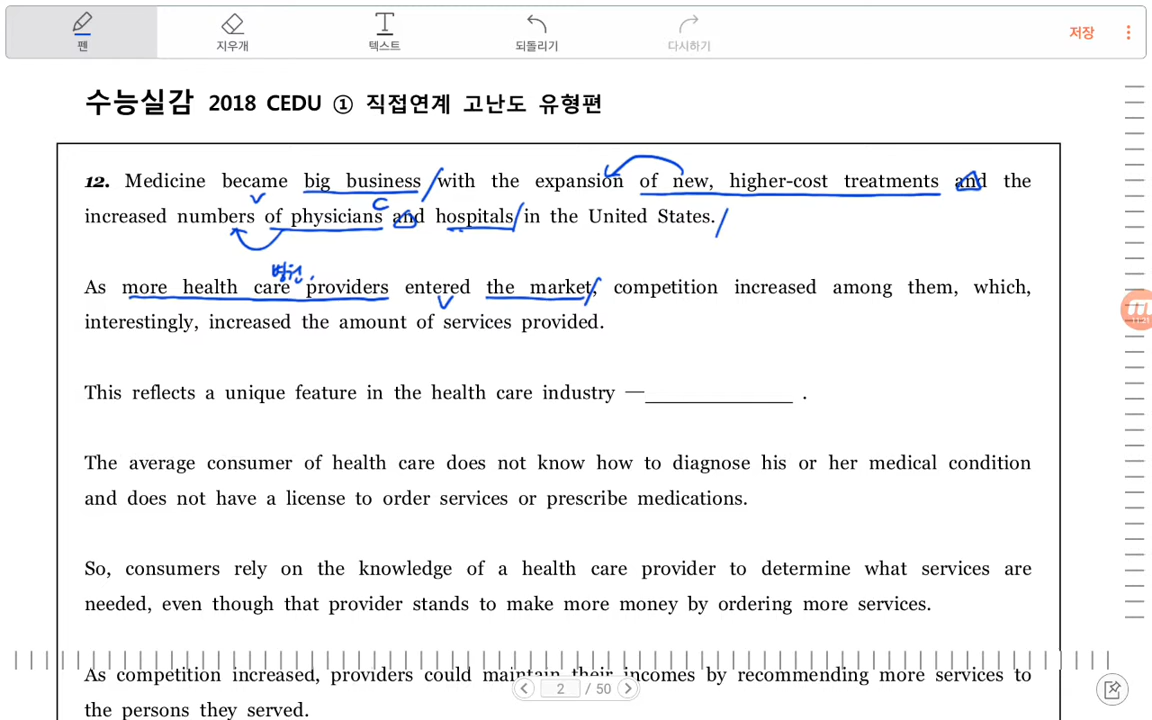 펜
지우개
텍스트
되돌리기
다시하기
저장
수능실감 2018 CEDU ① 직접연계 고난도 유형편
12. Medicine became big business with the expansion of new, higher-cost treatments and the
increased numbers of physicians and hospitals in the United States.
병원
As more health care providers entered the market, competition increased among them, which,
interestingly, increased the amount of services provided.
This reflects a unique feature in the health care industry —____________ .
The average consumer of health care does not know how to diagnose his or her medical condition
and does not have a license to order services or prescribe medications.
So, consumers rely on the knowledge of a health care provider to determine what services are
needed, even though that provider stands to make more money by ordering more services.
As competition increased, providers could maintain their incomes by recommending more services to
the persons they served.
2 / 50